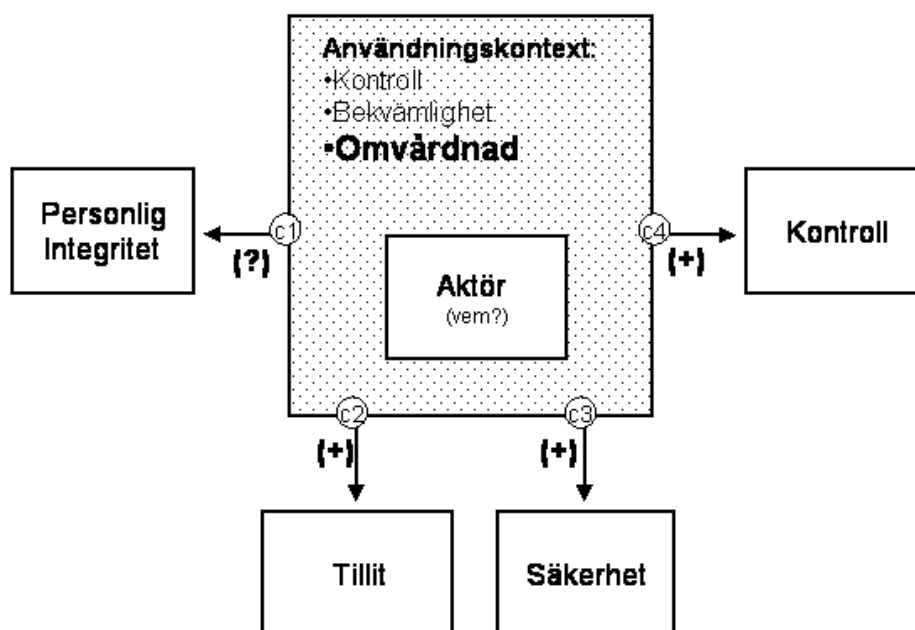 Användningskontext:
•Kontroll
•Bekvämlighet
•Omvårdnad
Personlig
Integritet
c1
(?)
c4
(+)
Kontroll
Aktör
(vem?)
c2
(+)
c3
(+)
Tillit
Säkerhet